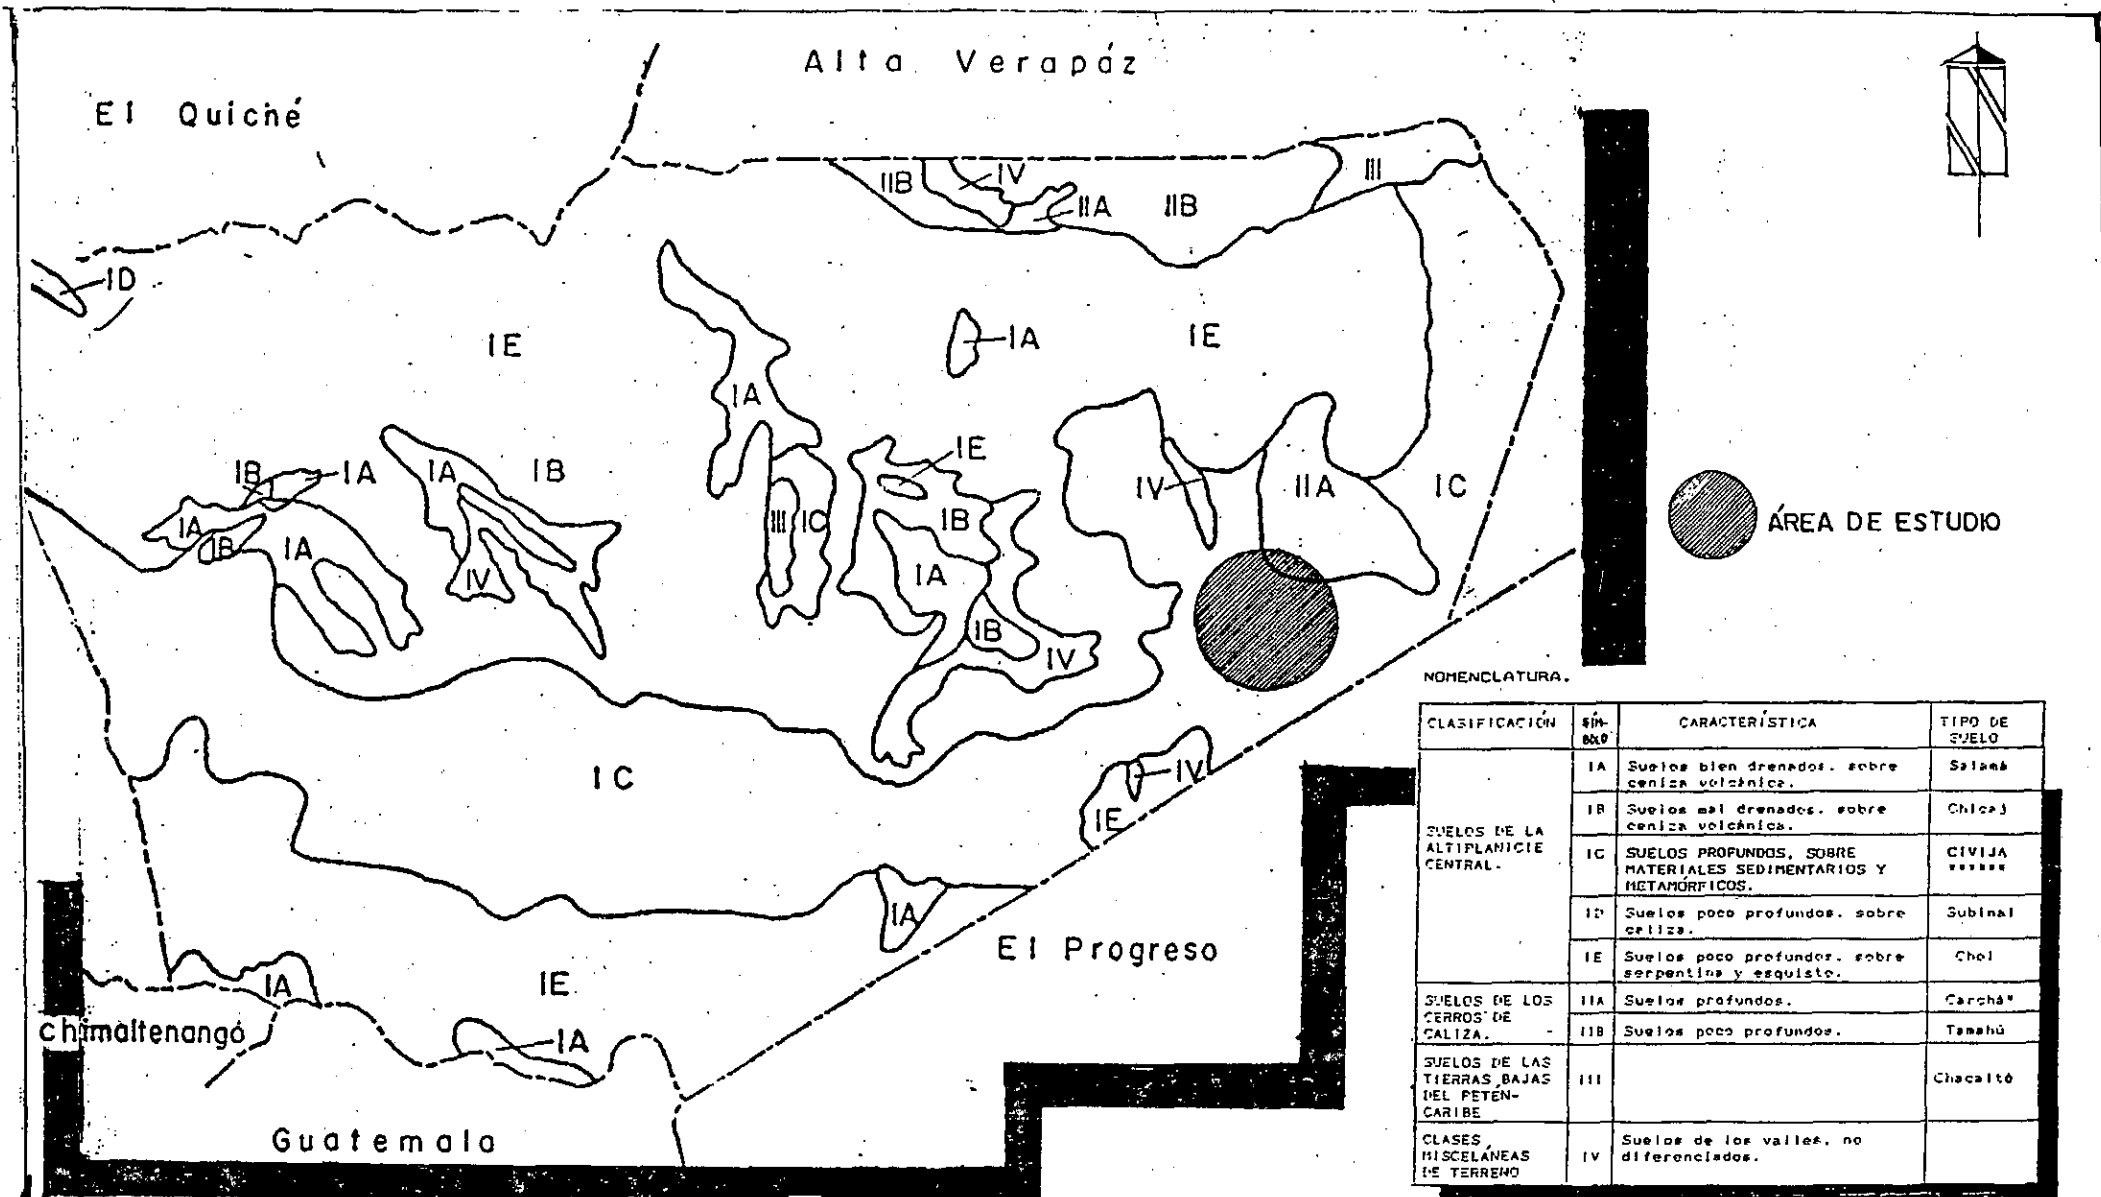 Alta Verapáz
El Quiché
IIB
IV
III
IIA
IIB
ID
IE
IA
IE
IA
IB
IA
IA
IB
IE
IV
IIA
IC
IA
IB
IA
IV
III
IC
IB
IA
IB
IV
ÁREA DE ESTUDIO
IC
IV
IE
IA
El Progreso
IA
IE
chimaltenangó
IA
Guatemala
NOMENCLATURA.
CLASIFICACIÓN
SÍM-
BOLO
CARACTERÍSTICA
TIPO DE
SUELO
SUELOS DE LA
ALTIPLANICIE
CENTRAL.
IA
Suelos bien drenados. sobre
ceniza volcánica.
Salamá
IB
Suelos mal drenados. sobre
ceniza volcánica.
Chicaj
IC
SUELOS PROFUNDOS, SOBRE
MATERIALES SEDIMENTARIOS Y
METAMÓRFICOS.
CIVIJA
******
ID
Suelos poco profundos. sobre
caliza.
Subinal
IE
Suelos poco profundos. sobre
serpentina y esquisto.
Chol
SUELOS DE LOS
CERROS DE
CALIZA. -
IIA
Suelos profundos.
Carchá*
IIB
Suelos poco profundos.
Tamahú
SUELOS DE LAS
TIERRAS BAJAS
DEL PETEN-
CARIBE
III
Chacalté
CLASES
MISCELÁNEAS
DE TERRENO
IV
Suelos de los valles. no
diferenciados.